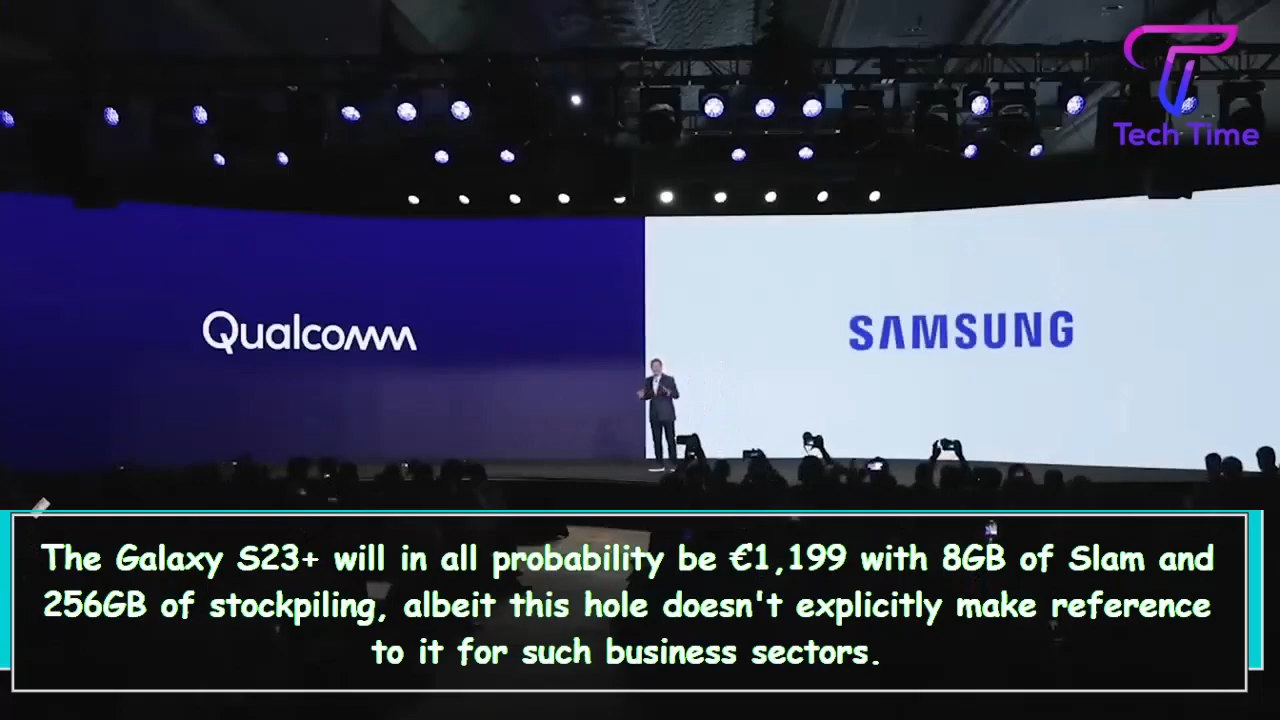 Tech Time
Qualcomm
SAMSUNG
The Galaxy S23+ will in all probability be €1,199 with 8GB of Slam and
256GB of stockpiling, albeit this hole doesn't explicitly make reference
to it for such business sectors.